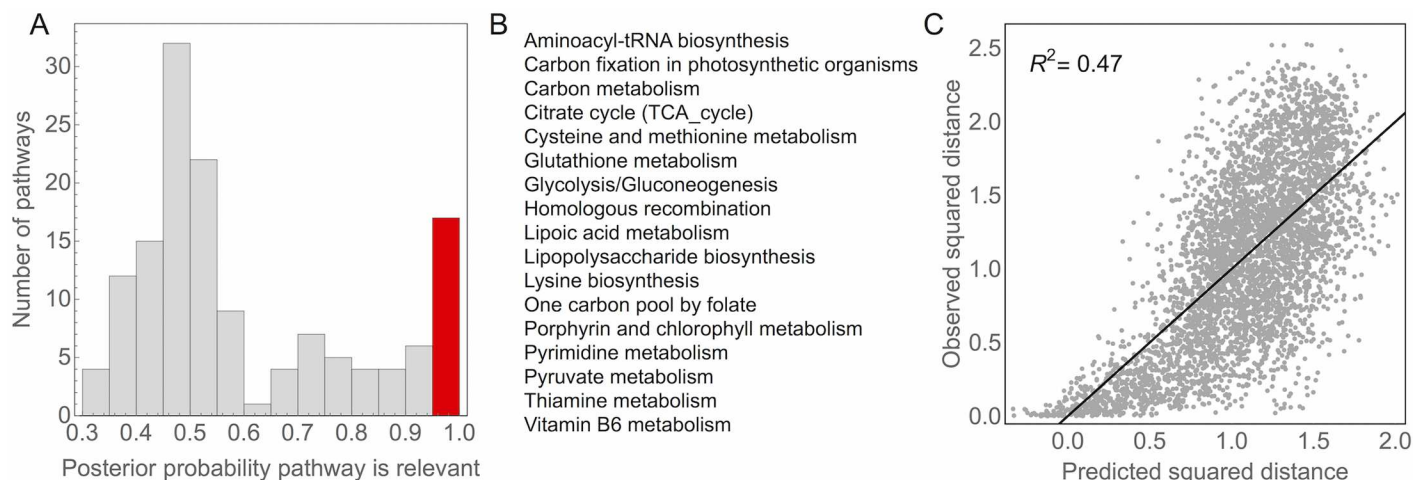 A
30
25
20
15
10
5
0
Number of pathways
0.3 0.4 0.5 0.6 0.7 0.8 0.9 1.0
Posterior probability pathway is relevant
B
Aminoacyl-tRNA biosynthesis
Carbon fixation in photosynthetic organisms
Carbon metabolism
Citrate cycle (TCA_cycle)
Cysteine and methionine metabolism
Glutathione metabolism
Glycolysis/Gluconeogenesis
Homologous recombination
Lipoic acid metabolism
Lipopolysaccharide biosynthesis
Lysine biosynthesis
One carbon pool by folate
Porphyrin and chlorophyll metabolism
Pyrimidine metabolism
Pyruvate metabolism
Thiamine metabolism
Vitamin B6 metabolism
C
R²= 0.47
2.5
2.0
1.5
1.0
0.5
0.0
Observed squared distance
0.0 0.5 1.0 1.5 2.0
Predicted squared distance